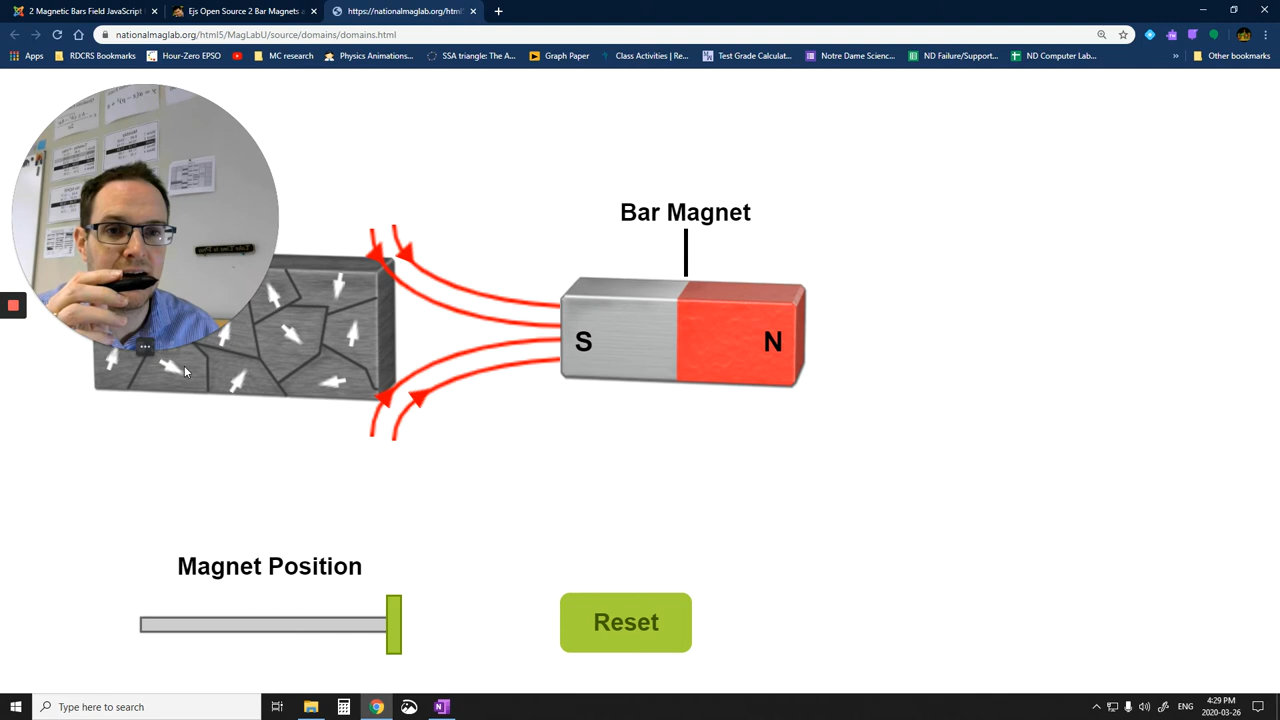 2 Magnetic Bars Field JavaScript
Ejs Open Source 2 Bar Magnets a
https://nationalmaglab.org/html5
nationalmaglab.org/html5/MagLabU/source/domains/domains.html
Apps
RDCRS Bookmarks
Hour-Zero EPSO
MC research
Physics Animations...
SSA triangle: The A...
Graph Paper
Class Activities | Re...
Test Grade Calculat...
Notre Dame Scienc...
ND Failure/Support...
ND Computer Lab...
Other bookmarks
Bar Magnet
S
N
Magnet Position
Reset
Type here to search
ENG
4:29 PM
2020-03-26